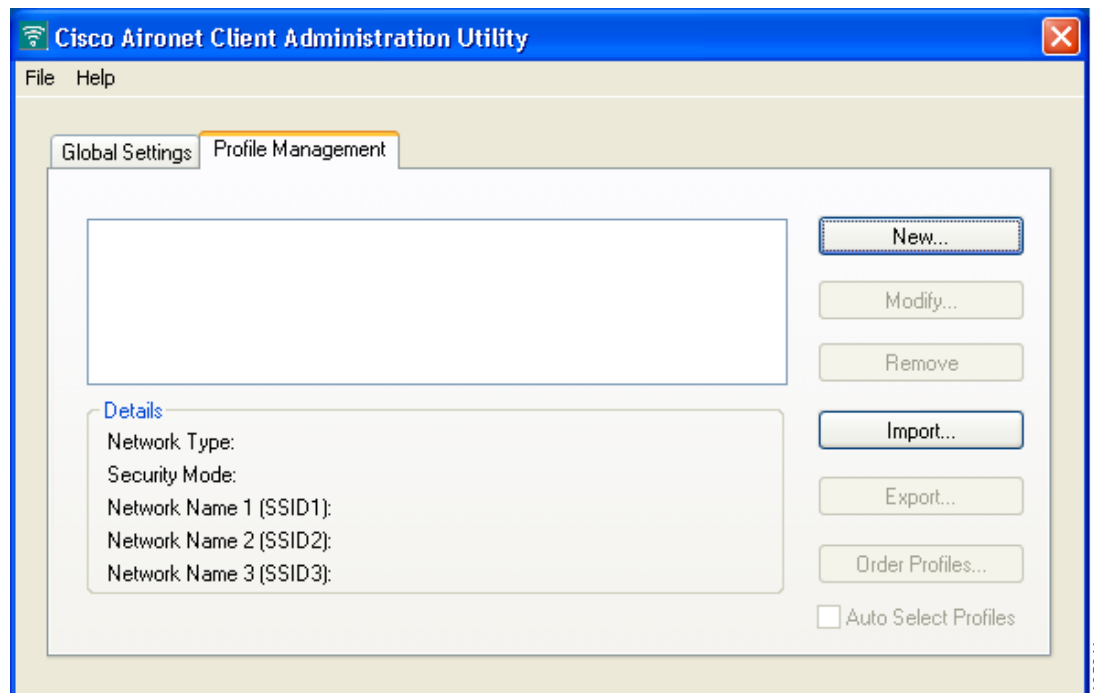 Cisco Aironet Client Administration Utility
File Help
Global Settings Profile Management
New...
Modify...
Remove
Details
Network Type:
Security Mode:
Network Name 1 (SSID1):
Network Name 2 (SSID2):
Network Name 3 (SSID3):
Import...
Export...
Order Profiles...
Auto Select Profiles